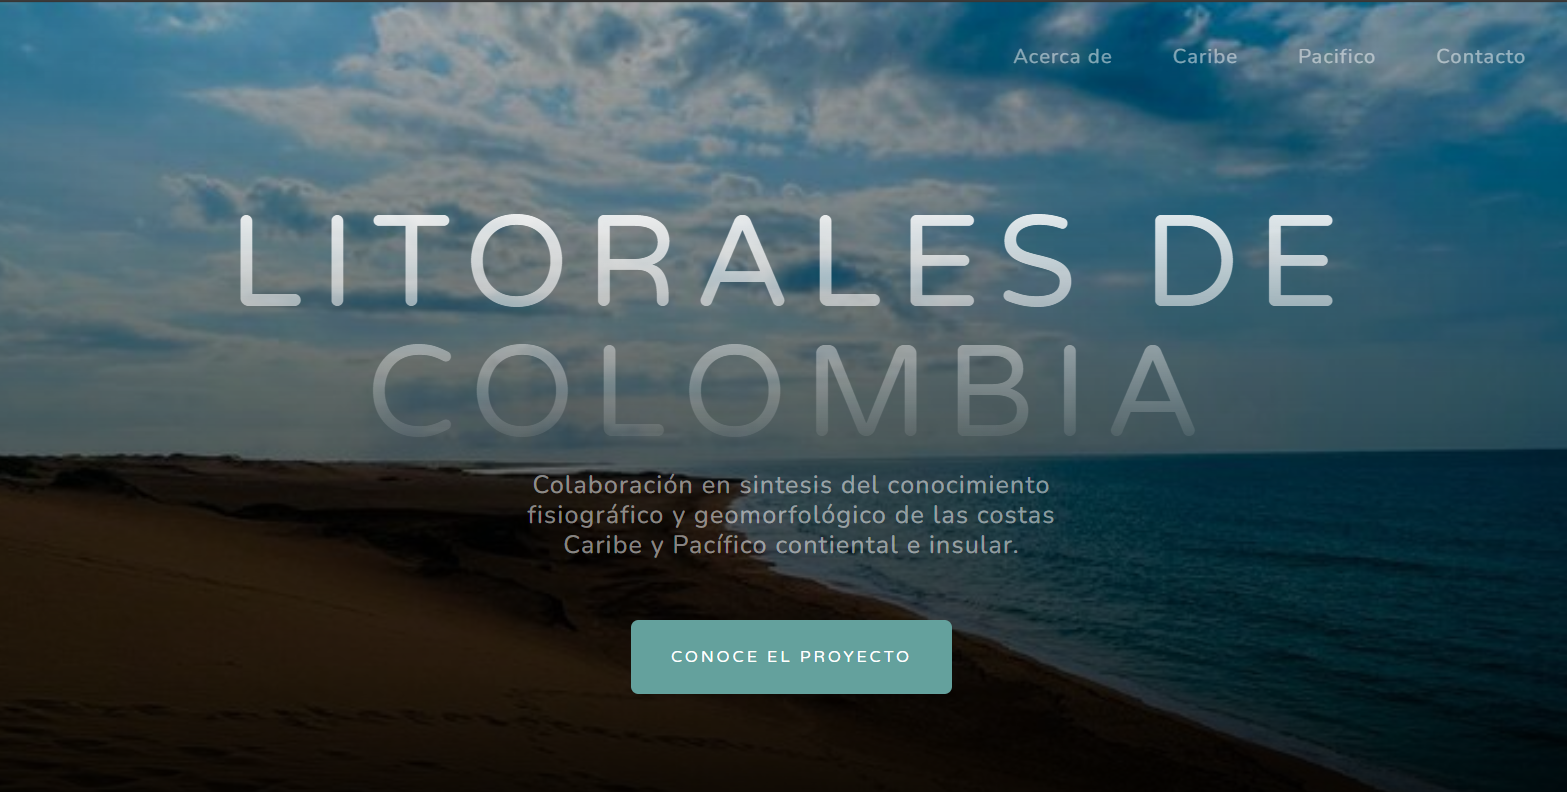 Acerca de Caribe Pacifico Contacto
LITORALES DE
COLOMBIA
Colaboración en sintesis del conocimiento
fisiográfico y geomorfológico de las costas
Caribe y Pacífico contiental e insular.
CONOCE EL PROYECTO